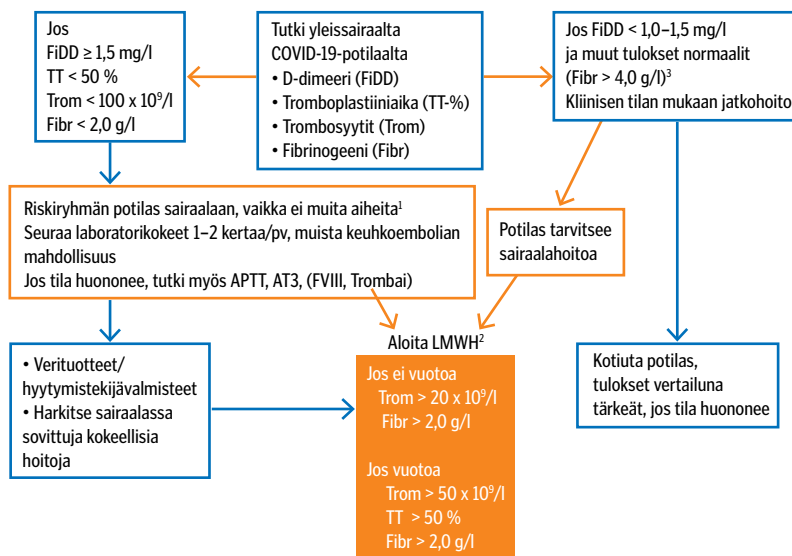 Jos
FiDD ≥ 1,5 mg/l
TT < 50 %
Trom < 100 x 10⁹/l
Fibr < 2,0 g/l
Tutki yleissairaalta
COVID-19-potilaalta
• D-dimeeri (FiDD)
• Tromboplastiiniaika (TT-%)
• Trombosyytit (Trom)
• Fibrinogeeni (Fibr)
Jos FiDD < 1,0–1,5 mg/l
ja muut tulokset normaalit
(Fibr > 4,0 g/l)³
Kliinisen tilan mukaan jatkohoito
Riskiryhmän potilas sairaalaan, vaikka ei muita aiheita¹
Seuraa laboratorikokeet 1–2 kertaa/pv, muista keuhkoembolian
mahdollisuus
Jos tila huononee, tutki myös APTT, AT3, (FVIII, Trombai)
Potilas tarvitsee
sairaalahoitoa
• Verituotteet/
hyytymistekijävalmisteet
• Harkitse sairaalassa
sovittuja kokeellisia
hoitoja
Aloita LMWH²
Jos ei vuotoa
Trom > 20 x 10⁹/l
Fibr > 2,0 g/l
Jos vuotoa
Trom > 50 x 10⁹/l
TT > 50 %
Fibr > 2,0 g/l
Kotiuta potilas,
tulokset vertailuna
tärkeät, jos tila huononee